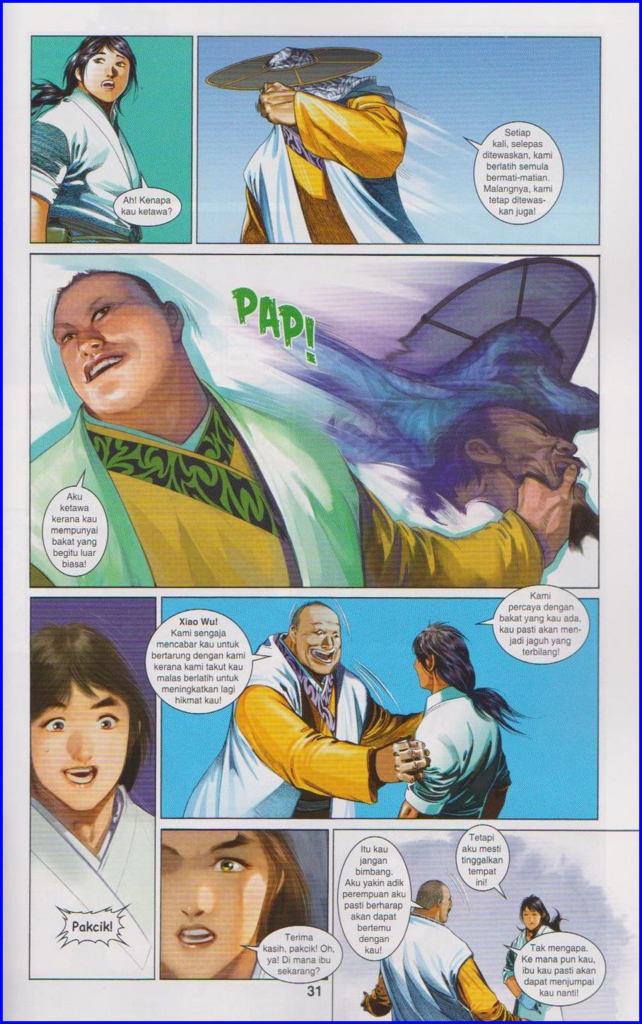 Ah! Kenapa
kau ketawa?
Setiap
kali, selepas
ditewaskan, kami
berlatih semula
bermati-matian.
Malangnya, kami
tetap ditewas-
kan juga!
PAP!
Aku
ketawa
kerana kau
mempunyai
bakat yang
begitu luar
biasa!
Xiao Wu!
Kami sengaja
mencabar kau untuk
bertarung dengan kami
kerana kami takut kau
malas berlatih untuk
meningkatkan lagi
hikmat kau!
Kami
percaya dengan
bakat yang kau ada,
kau pasti akan men-
jadi jaguh yang
terbilang!
Pakcik!
Terima
kasih, pakcik! Oh,
ya! Di mana ibu
sekarang?
Itu kau
jangan
bimbang.
Aku yakin adik
perempuan aku
pasti berharap
akan dapat
bertemu
dengan
kau!
Tetapi
aku mesti
tinggalkan
tempat
ini!
Tak mengapa.
Ke mana pun kau,
ibu kau pasti akan
dapat menjumpai
kau nanti!
31